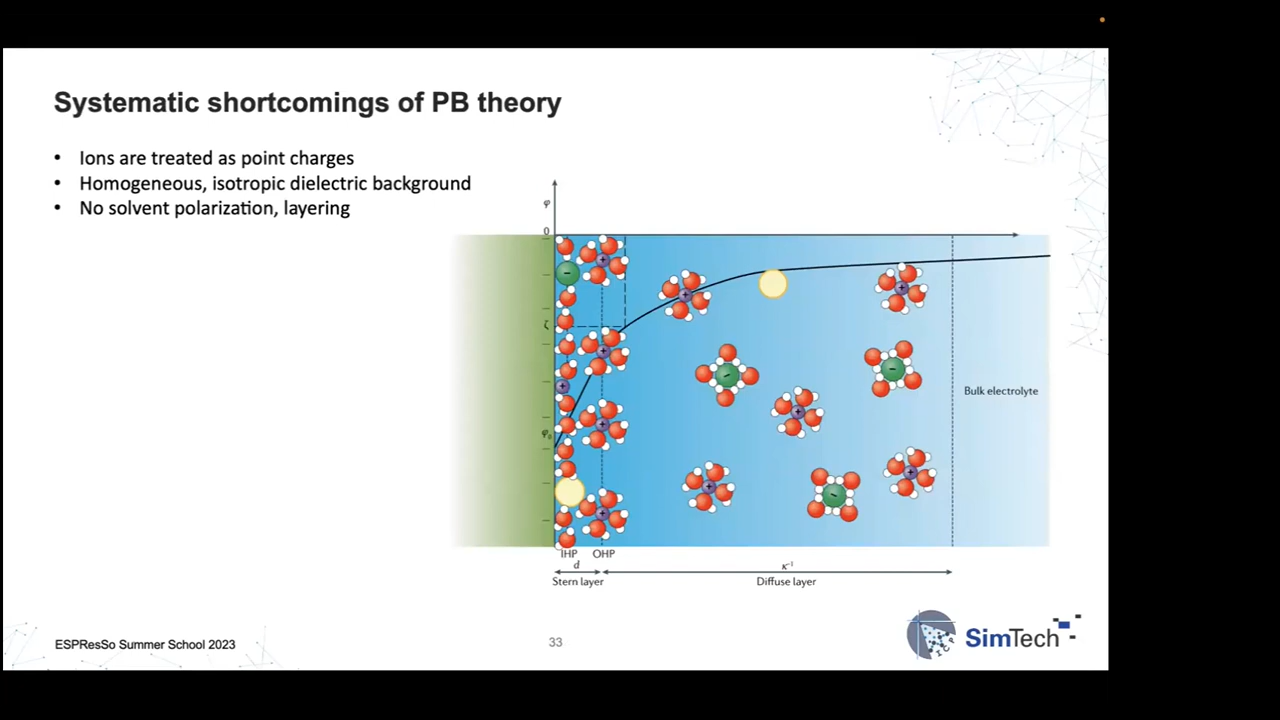 Systematic shortcomings of PB theory
• Ions are treated as point charges
• Homogeneous, isotropic dielectric background
• No solvent polarization, layering
φ
0
ζ
φ₀
Bulk electrolyte
IHP OHP
d κ⁻¹
Stern layer Diffuse layer
ESPResSo Summer School 2023
33
ICP
SimTech